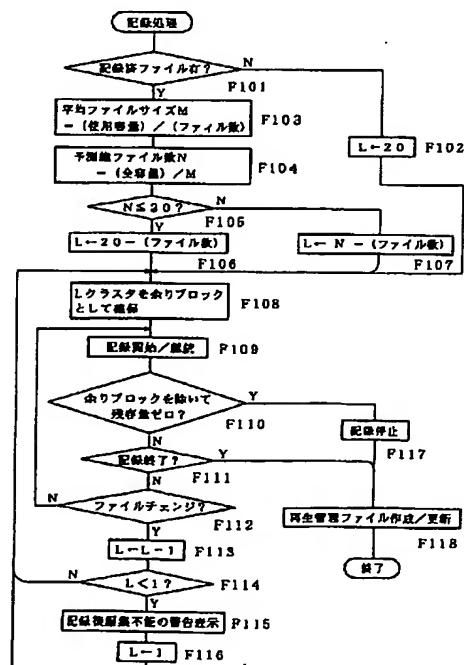 記録処理
記録済ファイル有?
N
F101
Y
平均ファイルサイズM
=(使用容量)/(ファイル数)
F103
L←20
F102
予測総ファイル数N
=(全容量)/M
F104
N≦20?
N
F105
Y
L←20-(ファイル数)
F106
L←N-(ファイル数)
F107
Lクラスタを余りブロック
として確保
F108
記録開始/継続
F109
余りブロックを除いて
残容量ゼロ?
Y
F110
N
記録停止
F117
記録終了?
Y
F111
N
ファイルチェンジ?
N
F112
Y
再生管理ファイル作成/更新
F118
L←L-1
F113
終了
L<1?
N
F114
Y
記録後編集不能の警告表示
F115
L←1
F116